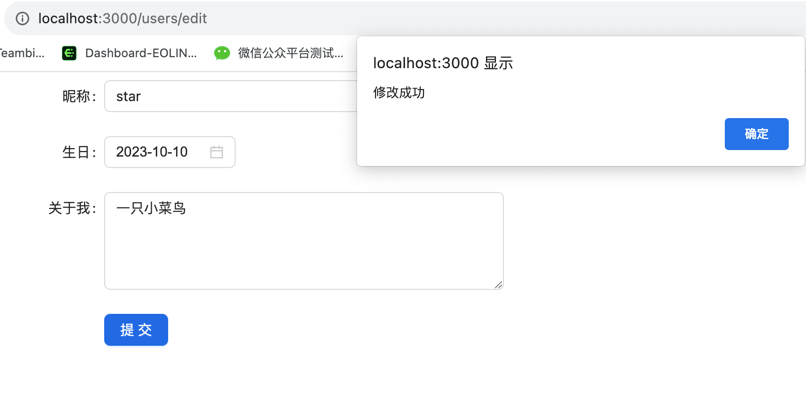 localhost:3000/users/edit
Teambi... Dashboard-EOLIN... 微信公众平台测试...
localhost:3000 显示
修改成功
确定
昵称: star
生日: 2023-10-10
关于我: 一只小菜鸟
提 交